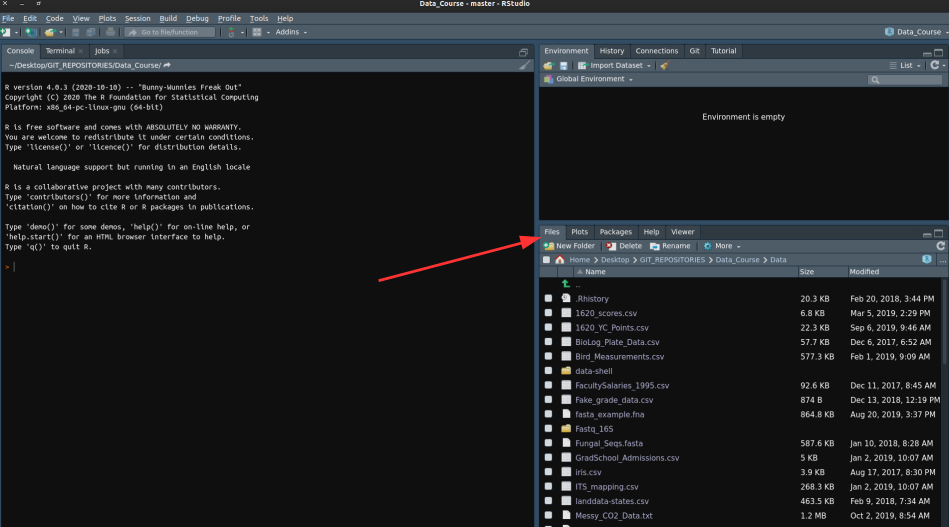 Data_Course - master - RStudio
File Edit Code View Plots Session Build Debug Profile Tools Help
Go to file/function Addins Data_Course
Console Terminal Jobs
~/Desktop/GIT_REPOSITORIES/Data_Course/
R version 4.0.3 (2020-10-10) -- "Bunny-Wunnies Freak Out"
Copyright (C) 2020 The R Foundation for Statistical Computing
Platform: x86_64-pc-linux-gnu (64-bit)
R is free software and comes with ABSOLUTELY NO WARRANTY.
You are welcome to redistribute it under certain conditions.
Type 'license()' or 'licence()' for distribution details.
Natural language support but running in an English locale
R is a collaborative project with many contributors.
Type 'contributors()' for more information and
'citation()' on how to cite R or R packages in publications.
Type 'demo()' for some demos, 'help()' for on-line help, or
'help.start()' for an HTML browser interface to help.
Type 'q()' to quit R.
>
Environment History Connections Git Tutorial
Import Dataset List
Global Environment
Environment is empty
Files Plots Packages Help Viewer
New Folder Delete Rename More
Home > Desktop > GIT_REPOSITORIES > Data_Course > Data ...
Name Size Modified
..
.Rhistory 20.3 KB Feb 20, 2018, 3:44 PM
1620_scores.csv 6.8 KB Mar 5, 2019, 2:29 PM
1620_YC_Points.csv 22.3 KB Sep 6, 2019, 9:46 AM
BioLog_Plate_Data.csv 57.7 KB Dec 6, 2017, 6:52 AM
Bird_Measurements.csv 577.3 KB Feb 1, 2019, 9:09 AM
data-shell
FacultySalaries_1995.csv 92.6 KB Dec 11, 2017, 8:45 AM
Fake_grade_data.csv 874 B Dec 13, 2018, 12:19 PM
fasta_example.fna 864.8 KB Aug 20, 2019, 3:37 PM
Fastq_16S
Fungal_Seqs.fasta 587.6 KB Jan 10, 2018, 8:28 AM
GradSchool_Admissions.csv 5 KB Jan 2, 2019, 10:07 AM
iris.csv 3.9 KB Aug 17, 2017, 8:30 PM
ITS_mapping.csv 268.3 KB Jan 2, 2019, 10:07 AM
landdata-states.csv 463.5 KB Feb 9, 2018, 7:34 AM
Messy_CO2_Data.txt 1.2 MB Oct 2, 2019, 8:54 AM